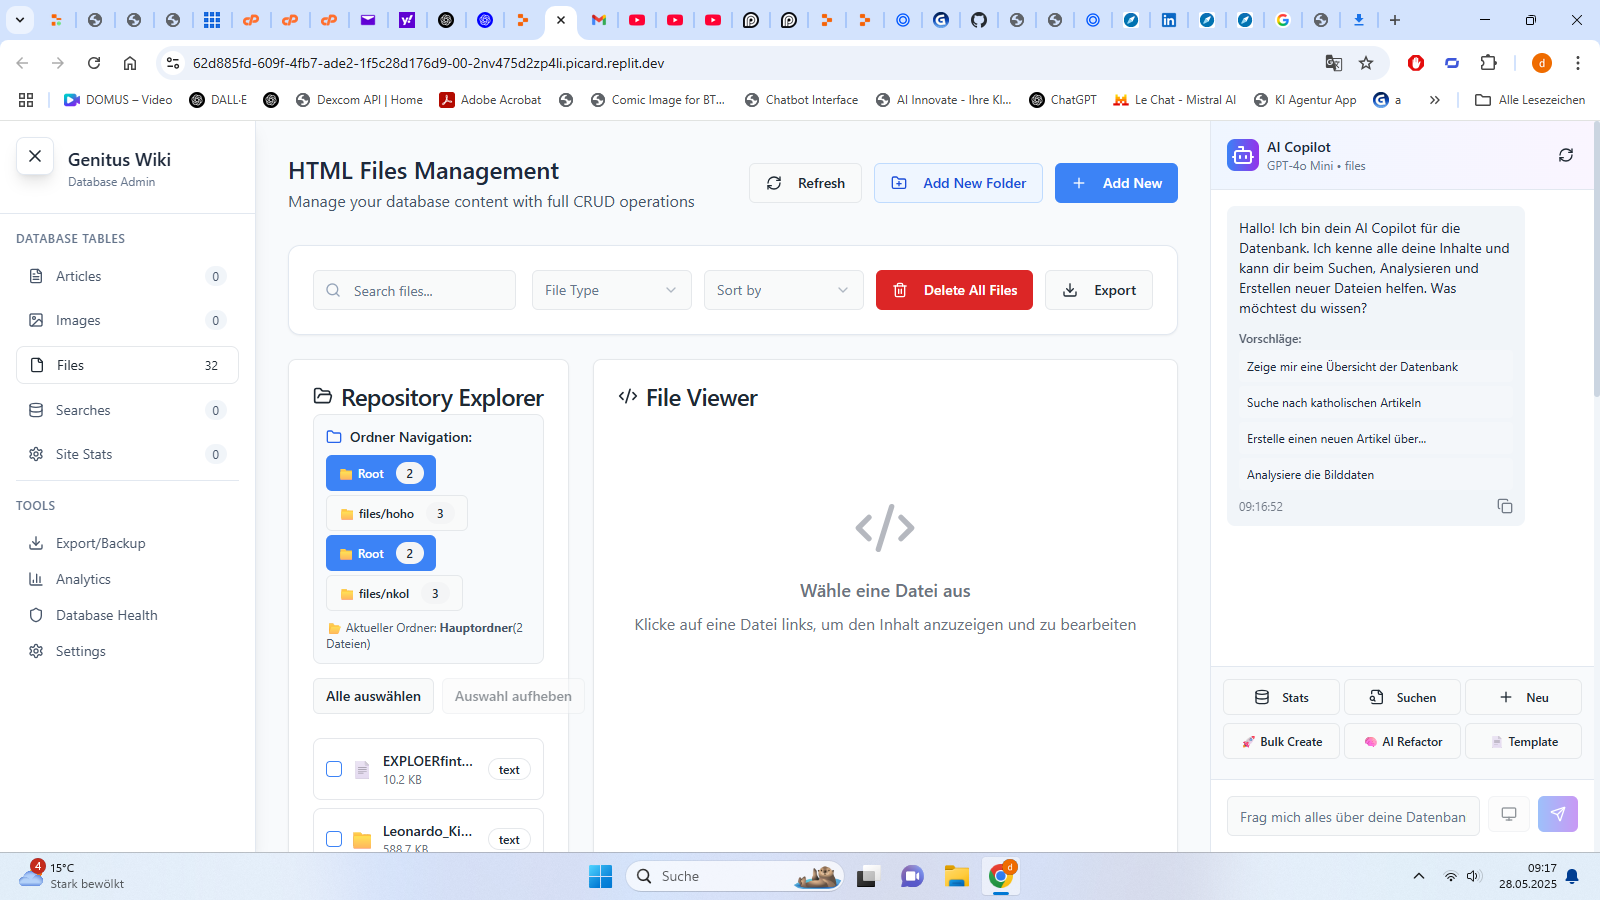 62d885fd-609f-4fb7-ade2-1f5c28d176d9-00-2nv475d2zp4li.picard.replit.dev
d
DOMUS – Video
DALL·E
Dexcom API | Home
Adobe Acrobat
Comic Image for BT...
Chatbot Interface
AI Innovate - Ihre KI...
ChatGPT
Le Chat - Mistral AI
KI Agentur App
a
»
Alle Lesezeichen
Genitus Wiki
Database Admin
DATABASE TABLES
Articles 0
Images 0
Files 32
Searches 0
Site Stats 0
TOOLS
Export/Backup
Analytics
Database Health
Settings
HTML Files Management
Manage your database content with full CRUD operations
Refresh
Add New Folder
Add New
Search files...
File Type
Sort by
Delete All Files
Export
Repository Explorer
Ordner Navigation:
Root 2
files/hoho 3
Root 2
files/nkol 3
Aktueller Ordner: Hauptordner(2
Dateien)
Alle auswählen
Auswahl aufheben
EXPLOERfint...
10.2 KB
text
Leonardo_Ki...
588.7 KB
text
</> File Viewer
</>
Wähle eine Datei aus
Klicke auf eine Datei links, um den Inhalt anzuzeigen und zu bearbeiten
AI Copilot
GPT-4o Mini • files
Hallo! Ich bin dein AI Copilot für die
Datenbank. Ich kenne alle deine Inhalte und
kann dir beim Suchen, Analysieren und
Erstellen neuer Dateien helfen. Was
möchtest du wissen?
Vorschläge:
Zeige mir eine Übersicht der Datenbank
Suche nach katholischen Artikeln
Erstelle einen neuen Artikel über...
Analysiere die Bilddaten
09:16:52
Stats
Suchen
Neu
Bulk Create
AI Refactor
Template
Frag mich alles über deine Datenban
4
15°C
Stark bewölkt
Suche
d
09:17
28.05.2025